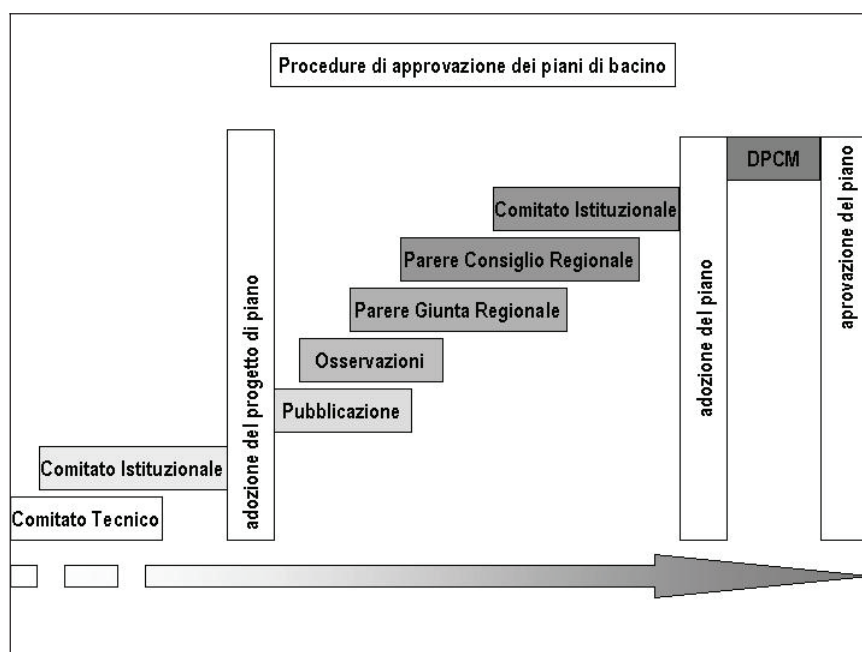 Procedure di approvazione dei piani di bacino
DPCM
Comitato Istituzionale
Parere Consiglio Regionale
Parere Giunta Regionale
Osservazioni
Pubblicazione
Comitato Istituzionale
Comitato Tecnico
adozione del progetto di piano
adozione del piano
aprovazione del piano